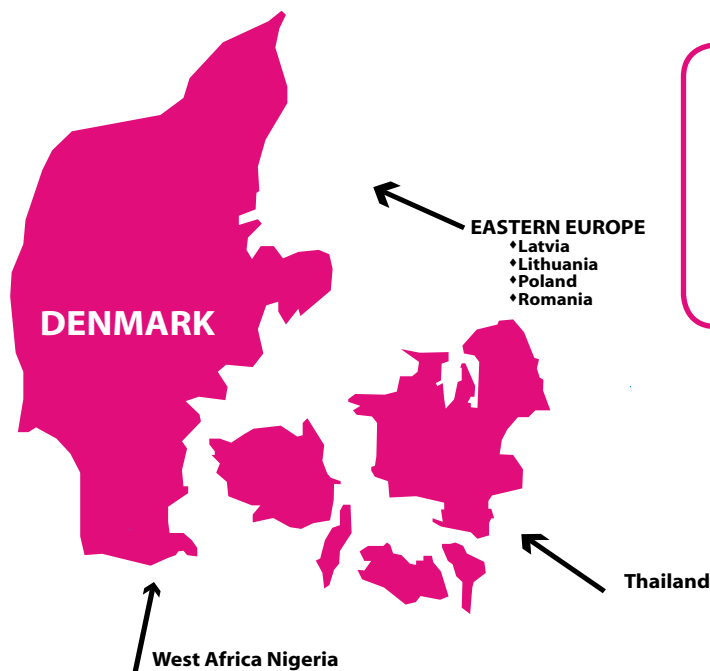 EASTERN EUROPE
♦Latvia
♦Lithuania
♦Poland
♦Romania
DENMARK
Thailand
West Africa Nigeria